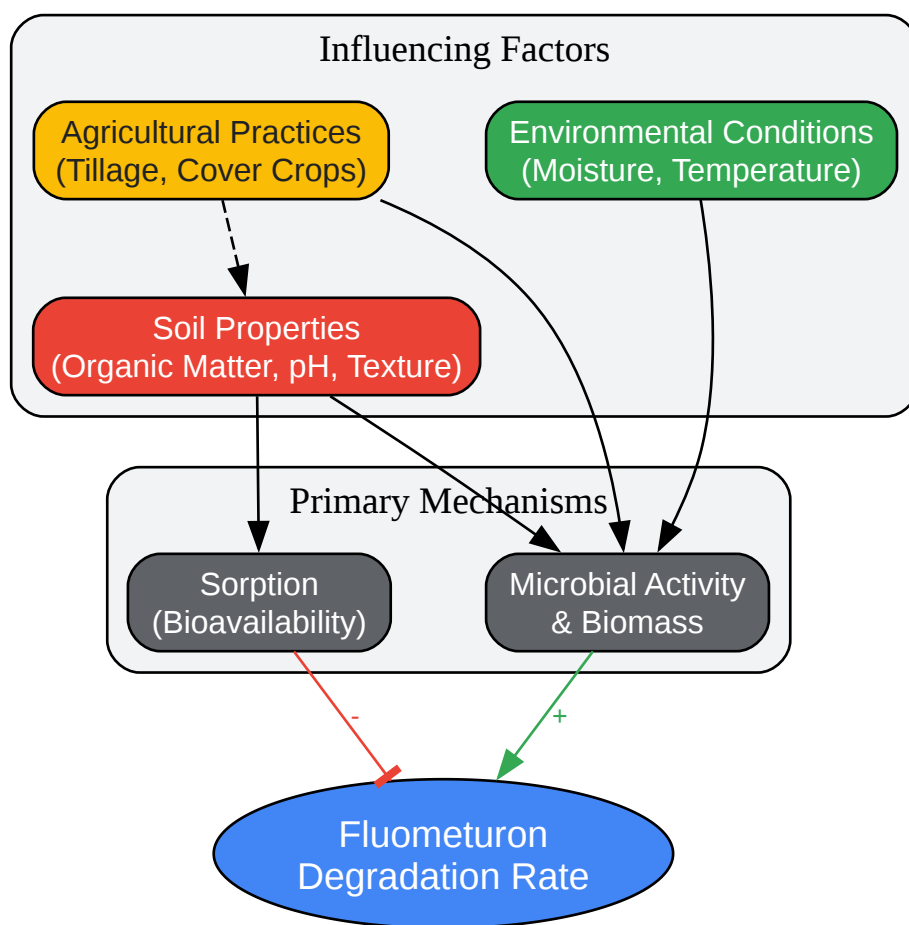 Influencing Factors
Agricultural Practices
(Tillage, Cover Crops)
Environmental Conditions
(Moisture, Temperature)
Soil Properties
(Organic Matter, pH, Texture)
Primary Mechanisms
Sorption
(Bioavailability)
Microbial Activity
& Biomass
-
+
Fluometuron
Degradation Rate